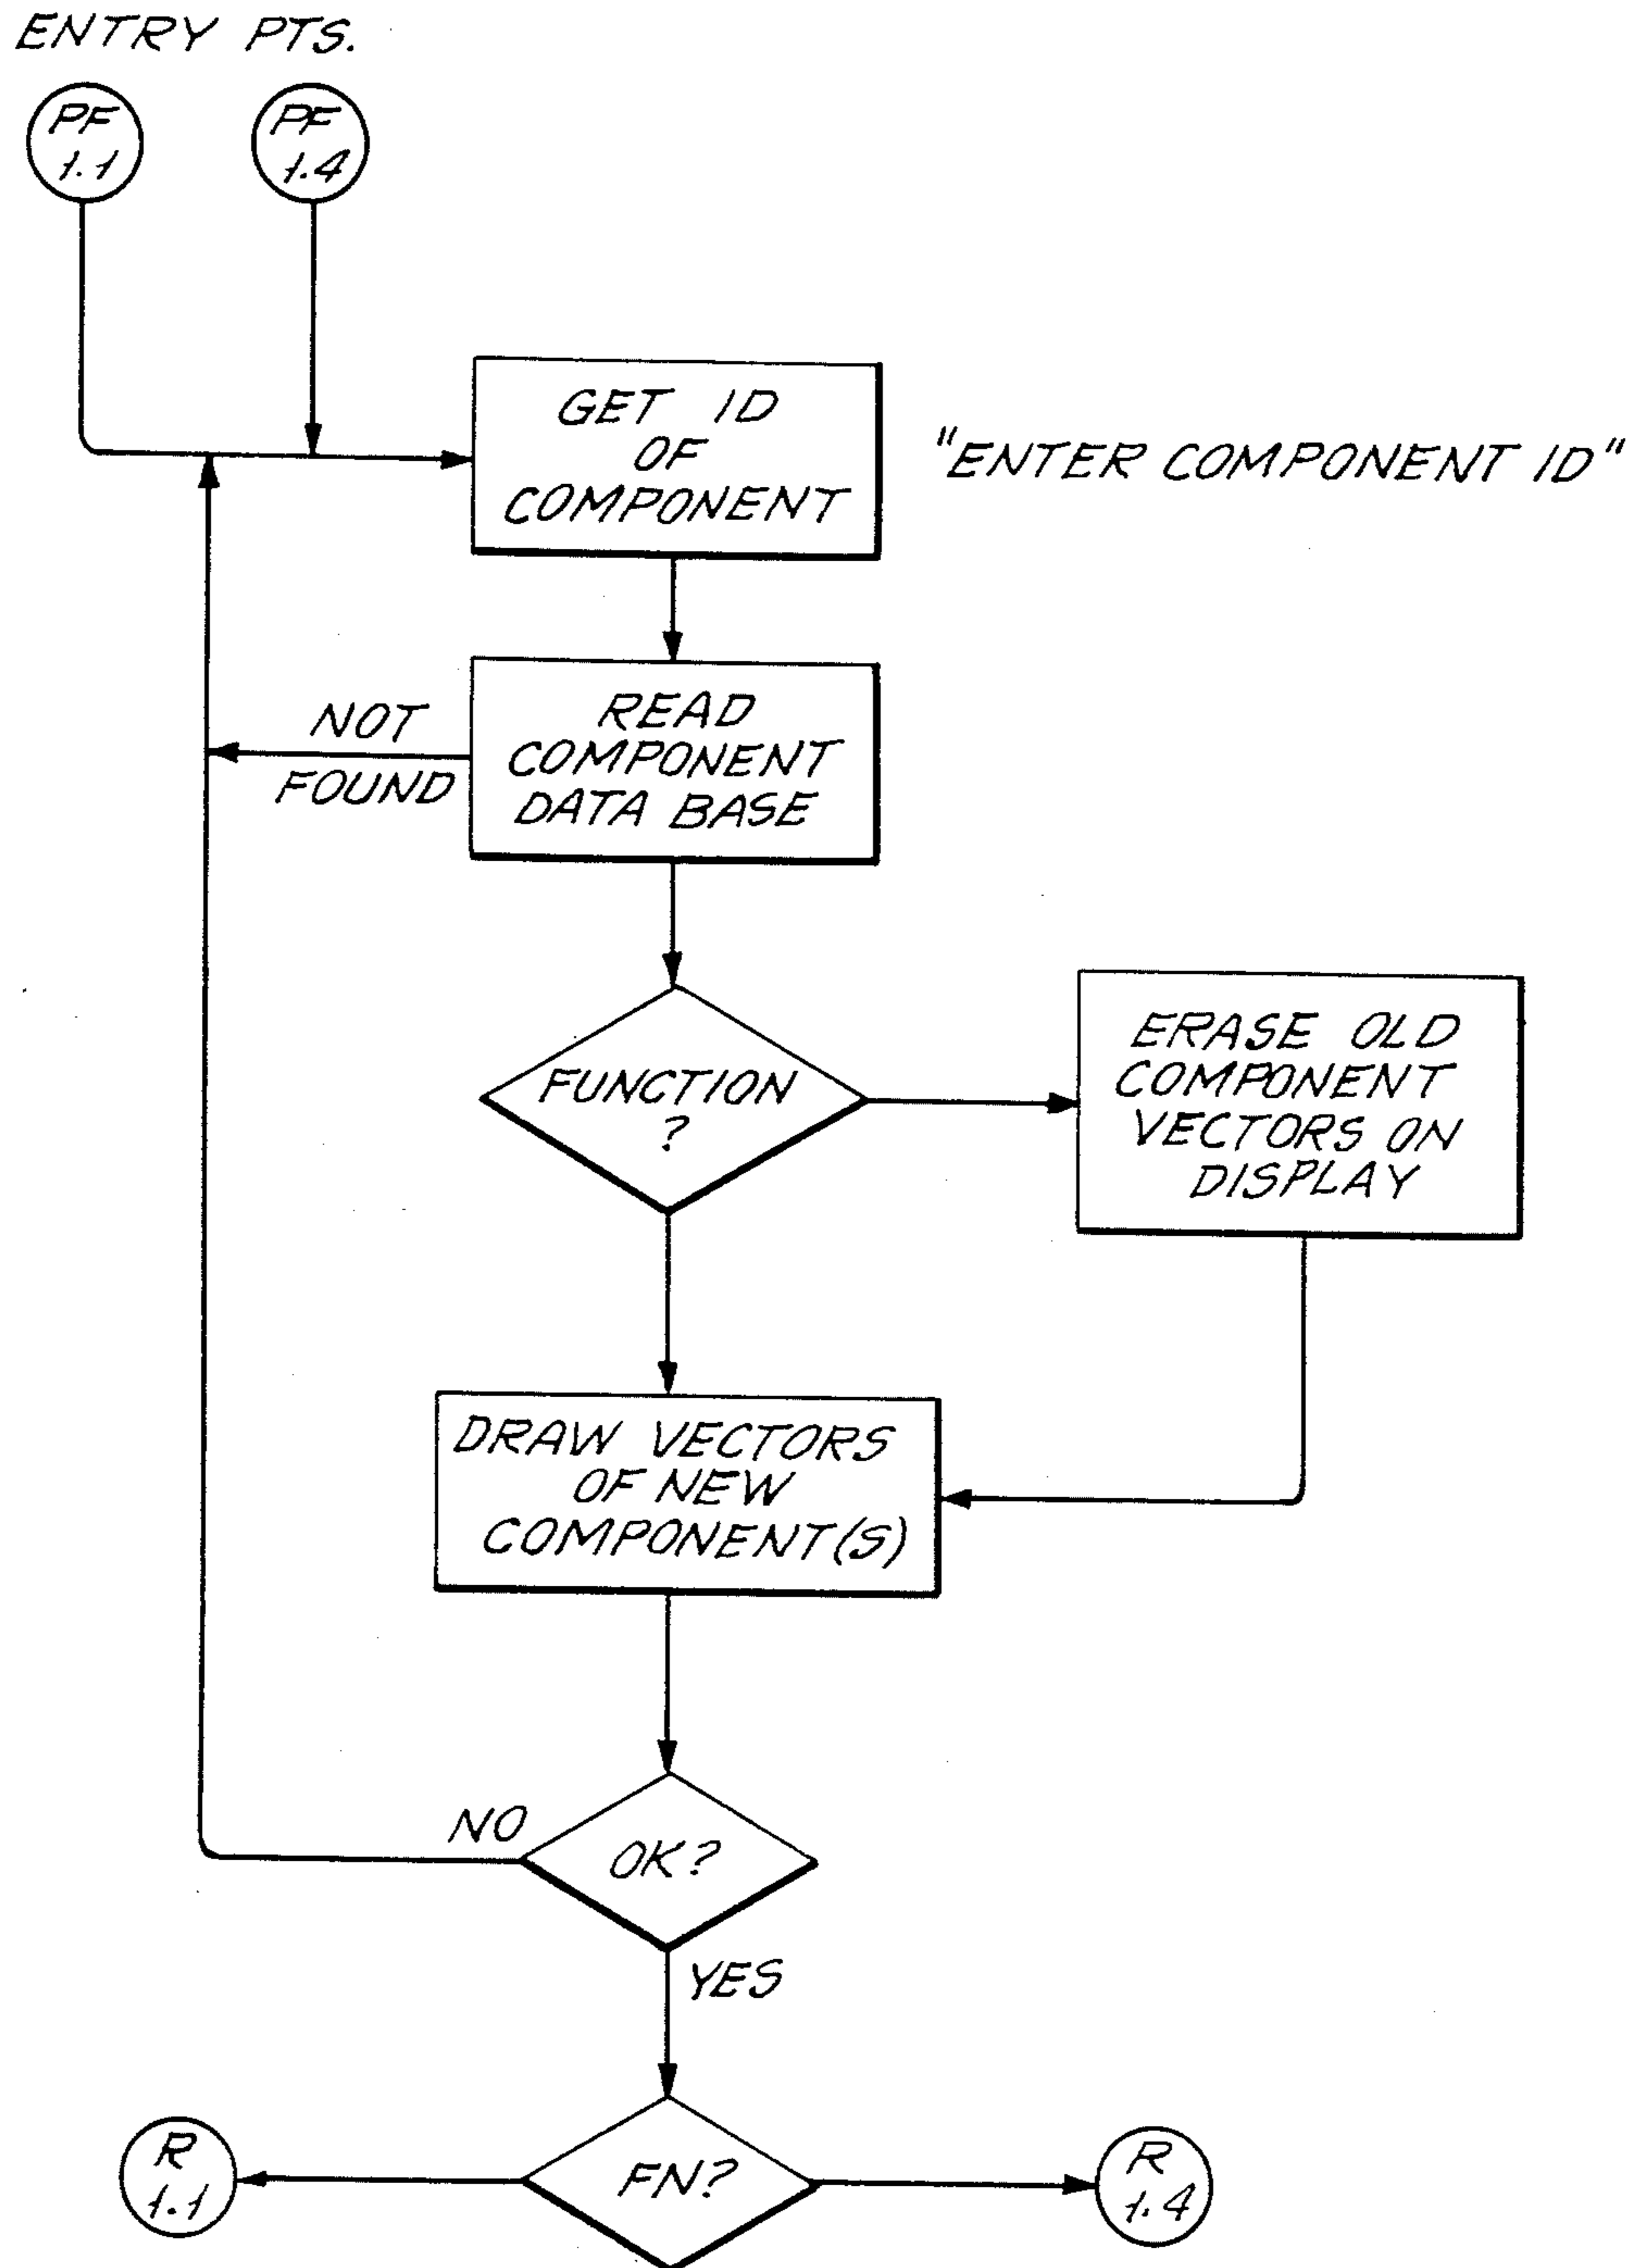 ENTRY PTS.
PF
1.1
PF
1.4
GET ID
OF
COMPONENT
"ENTER COMPONENT ID"
READ
COMPONENT
DATA BASE
NOT
FOUND
FUNCTION
?
ERASE OLD
COMPONENT
VECTORS ON
DISPLAY
DRAW VECTORS
OF NEW
COMPONENT(S)
OK?
NO
YES
FN?
R
1.1
R
1.4